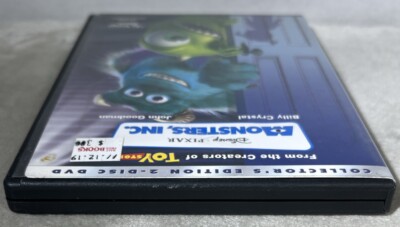 COLLECTOR'S EDITION 2-DISC DVD
From the Creators of TOY STORY
DISNEY · PIXAR
MONSTERS, INC.
John Goodman
Billy Crystal
BOOKS
$